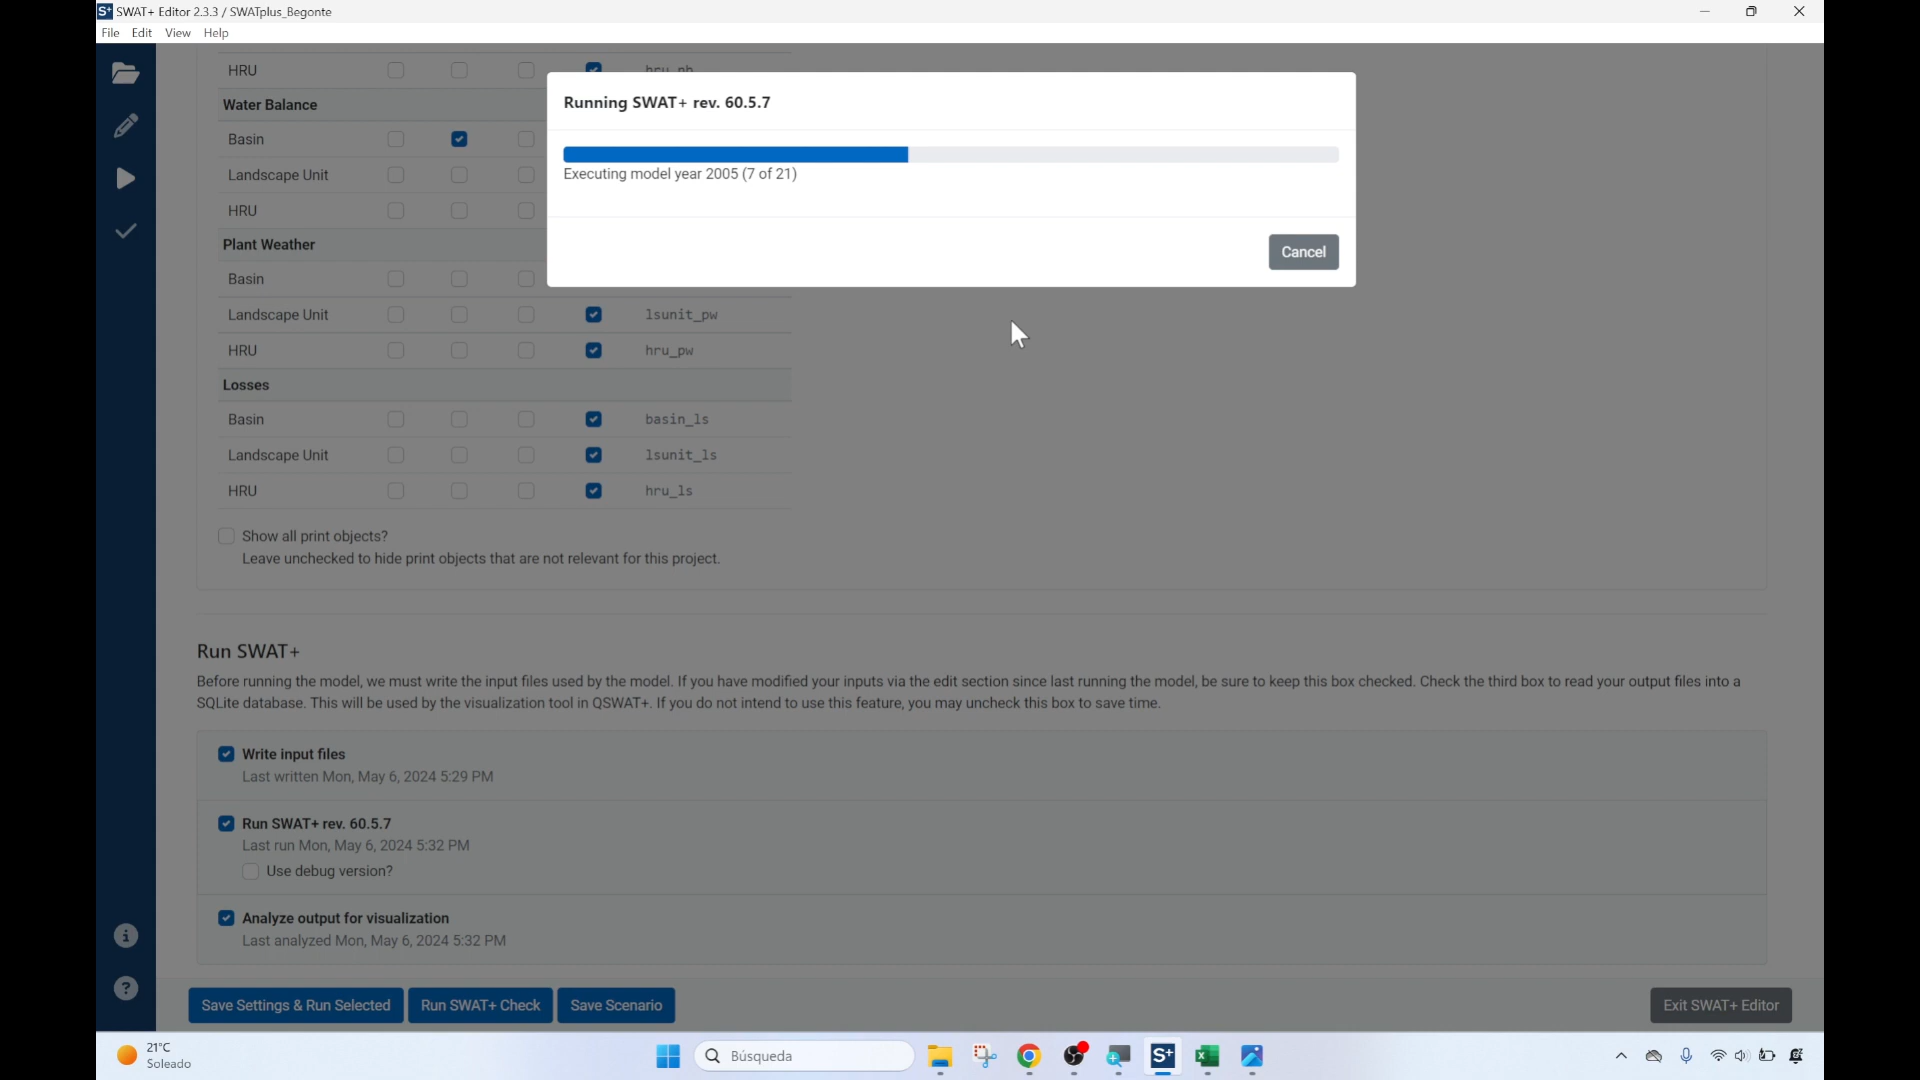 S+ SWAT+ Editor 2.3.3 / SWATplus_Begonte
File Edit View Help
HRU
Water Balance
Basin
Landscape Unit
HRU
Plant Weather
Basin
Landscape Unit lsunit_pw
HRU hru_pw
Losses
Basin basin_ls
Landscape Unit lsunit_ls
HRU hru_ls
Show all print objects?
Leave unchecked to hide print objects that are not relevant for this project.
Running SWAT+ rev. 60.5.7
Executing model year 2005 (7 of 21)
Cancel
Run SWAT+
Before running the model, we must write the input files used by the model. If you have modified your inputs via the edit section since last running the model, be sure to keep this box checked. Check the third box to read your output files into a
SQLite database. This will be used by the visualization tool in QSWAT+. If you do not intend to use this feature, you may uncheck this box to save time.
Write input files
Last written Mon, May 6, 2024 5:29 PM
Run SWAT+ rev. 60.5.7
Last run Mon, May 6, 2024 5:32 PM
Use debug version?
Analyze output for visualization
Last analyzed Mon, May 6, 2024 5:32 PM
Save Settings & Run Selected Run SWAT+ Check Save Scenario Exit SWAT+ Editor
21°C
Soleado
Búsqueda
S+